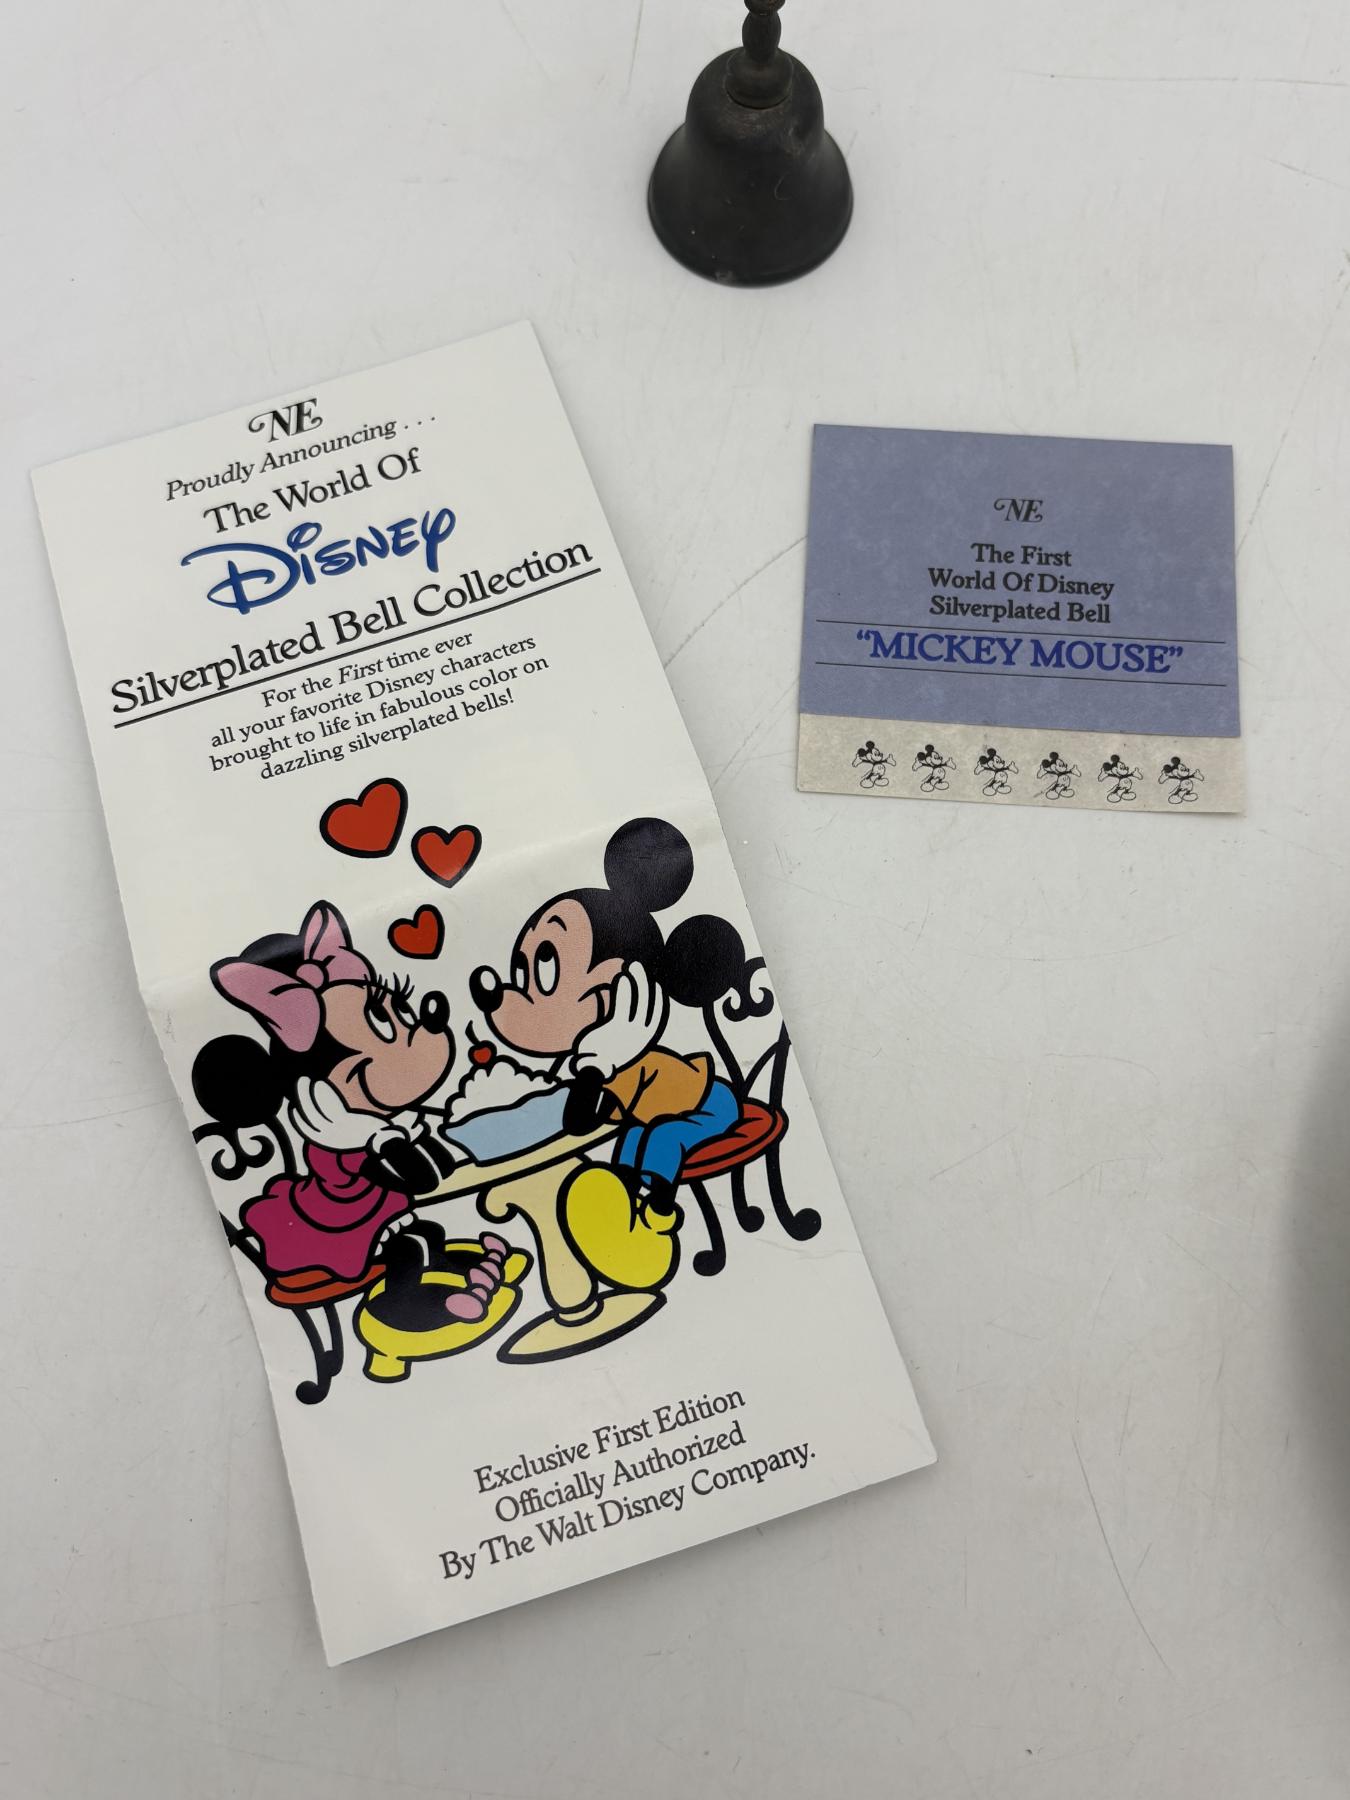 NE
Proudly Announcing . . .
The World Of
Disney
Silverplated Bell Collection
For the First time ever
all your favorite Disney characters
brought to life in fabulous color on
dazzling silverplated bells!
Exclusive First Edition
Officially Authorized
By The Walt Disney Company.
NE
The First
World Of Disney
Silverplated Bell
“MICKEY MOUSE”